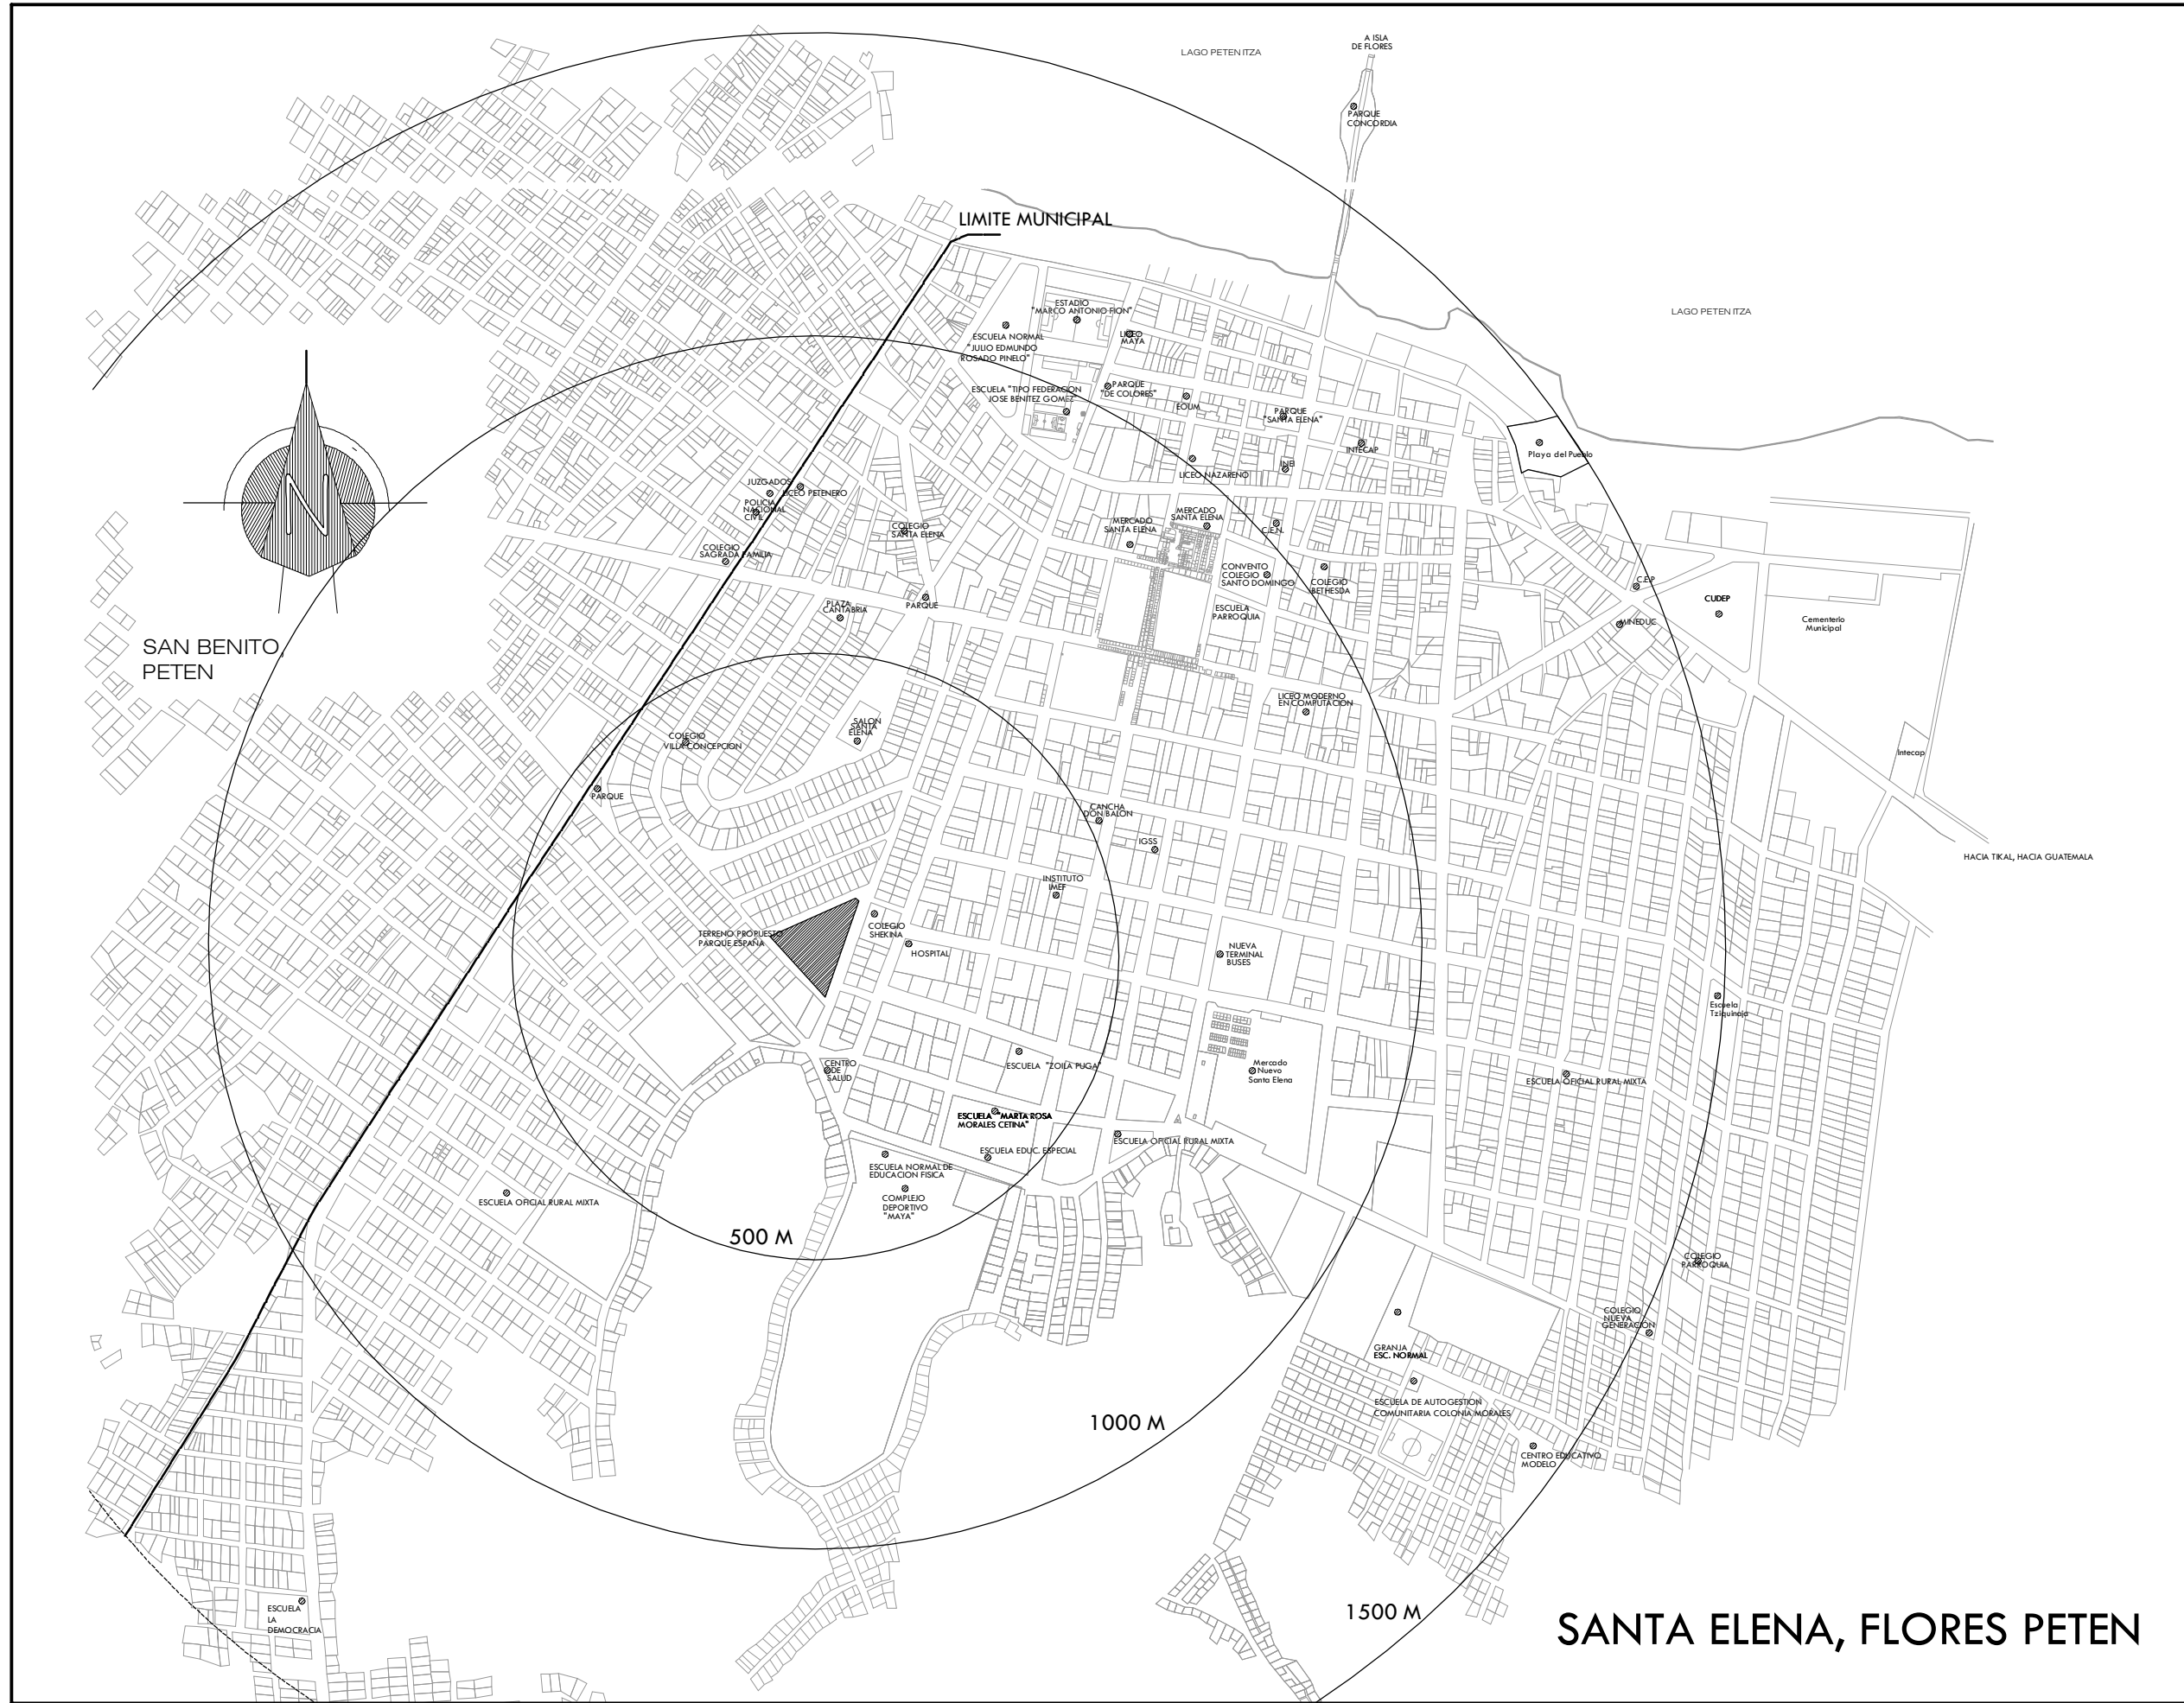 A ISLA
DE FLORES
LAGO PETEN ITZA
PARQUE
CONCORDIA
LIMITE MUNICIPAL
LAGO PETEN ITZA
ESTADIO
"MARCO ANTONIO FION"
ESCUELA NORMAL
"JULIO EDMUNDO
ROSADO PINELO"
LICEO
MAYA
ESCUELA "TIPO FEDERACION
JOSE BENITEZ GOMEZ"
PARQUE
"DE COLORES"
EOUM
PARQUE
"SANTA ELENA"
INTECAP
Playa del Pueblo
LICEO NAZARENO
INEI
JUZGADOS
LICEO PETENERO
POLICIA
NACIONAL
CIVIL
COLEGIO
SANTA ELENA
MERCADO
SANTA ELENA
MERCADO
SANTA ELENA
C.E.N.
COLEGIO
SAGRADA FAMILIA
CONVENTO
COLEGIO
SANTO DOMINGO
COLEGIO
BETHESDA
C.E.P
CUDEP
PLAZA
CANTABRIA
PARQUE
ESCUELA
PARROQUIA
MINEDUC
Cementerio
Municipal
N
SAN BENITO,
PETEN
LICEO MODERNO
EN COMPUTACION
SALON
SANTA
ELENA
COLEGIO
VILLA CONCEPCION
Intecap
PARQUE
CANCHA
DON BALON
IGSS
HACIA TIKAL, HACIA GUATEMALA
INSTITUTO
IMEF
TERRENO PROPUESTO
PARQUE ESPAÑA
COLEGIO
SHEKINA
HOSPITAL
NUEVA
TERMINAL
BUSES
Escuela
Tziquinaja
CENTRO
DE
SALUD
ESCUELA "ZOILA PUGA"
Mercado
Nuevo
Santa Elena
ESCUELA OFICIAL RURAL MIXTA
ESCUELA "MARTA ROSA
MORALES CETINA"
ESCUELA OFICIAL RURAL MIXTA
ESCUELA EDUC. ESPECIAL
ESCUELA NORMAL DE
EDUCACION FISICA
COMPLEJO
DEPORTIVO
"MAYA"
ESCUELA OFICIAL RURAL MIXTA
500 M
COLEGIO
PARROQUIA
COLEGIO
NUEVA
GENERACION
GRANJA
ESC. NORMAL
ESCUELA DE AUTOGESTION
COMUNITARIA COLONIA MORALES
1000 M
CENTRO EDUCATIVO
MODELO
ESCUELA
LA
DEMOCRACIA
1500 M
SANTA ELENA, FLORES PETEN